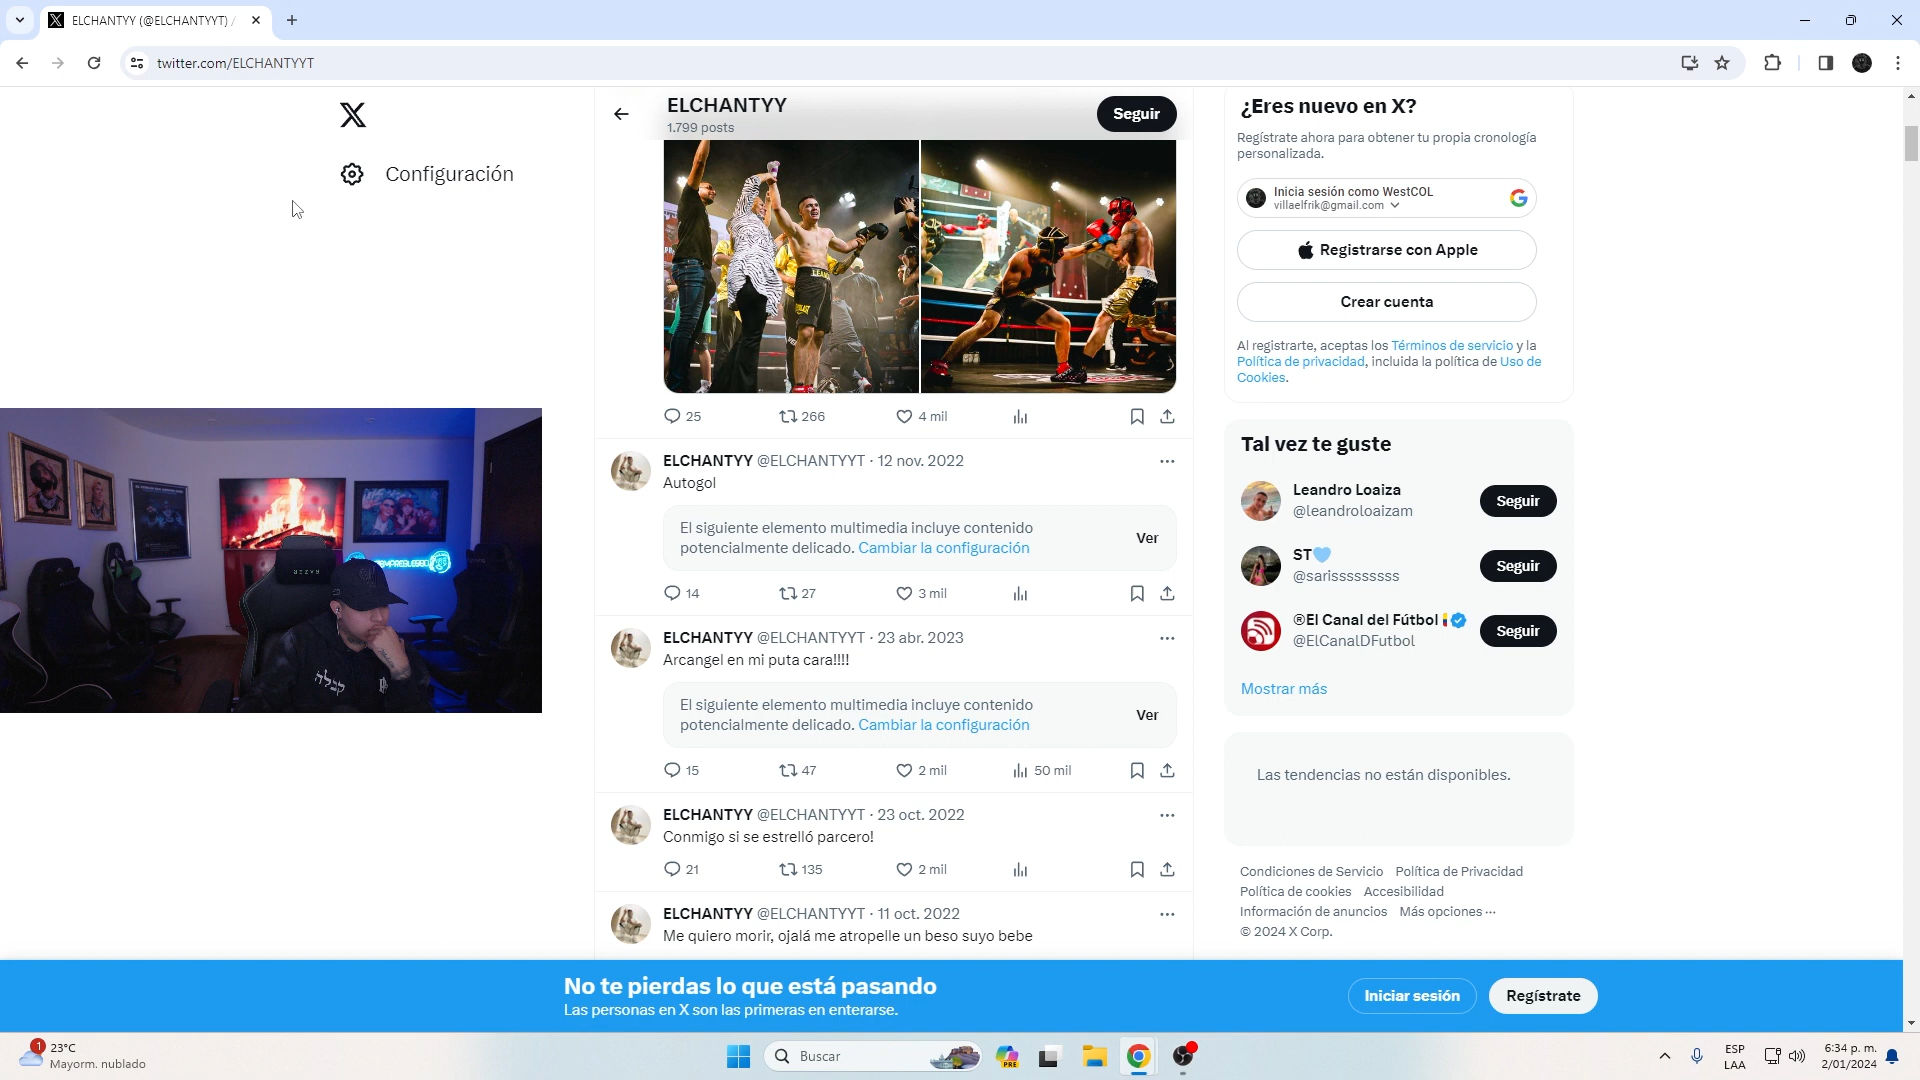 ELCHANTYY (@ELCHANTYYT) /
twitter.com/ELCHANTYYT
Configuración
ELCHANTYY
1.799 posts
Seguir
25
266
4 mil
ELCHANTYY @ELCHANTYYT · 12 nov. 2022
Autogol
El siguiente elemento multimedia incluye contenido
potencialmente delicado. Cambiar la configuración
Ver
14
27
3 mil
ELCHANTYY @ELCHANTYYT · 23 abr. 2023
Arcangel en mi puta cara!!!!
El siguiente elemento multimedia incluye contenido
potencialmente delicado. Cambiar la configuración
Ver
15
47
2 mil
50 mil
ELCHANTYY @ELCHANTYYT · 23 oct. 2022
Conmigo si se estrelló parcero!
21
135
2 mil
ELCHANTYY @ELCHANTYYT · 11 oct. 2022
Me quiero morir, ojalá me atropelle un beso suyo bebe
¿Eres nuevo en X?
Regístrate ahora para obtener tu propia cronología
personalizada.
Inicia sesión como WestCOL
villaelfrik@gmail.com
Registrarse con Apple
Crear cuenta
Al registrarte, aceptas los Términos de servicio y la
Política de privacidad, incluida la política de Uso de
Cookies.
Tal vez te guste
Leandro Loaiza
@leandroloaizam
Seguir
ST🩵
@sarisssssssss
Seguir
®El Canal del Fútbol
@ElCanalDFutbol
Seguir
Mostrar más
Las tendencias no están disponibles.
Condiciones de Servicio Política de Privacidad
Política de cookies Accesibilidad
Información de anuncios Más opciones ···
© 2024 X Corp.
No te pierdas lo que está pasando
Las personas en X son las primeras en enterarse.
Iniciar sesión
Regístrate
1
23°C
Mayorm. nublado
Buscar
PRE
ESP
LAA
6:34 p. m.
2/01/2024